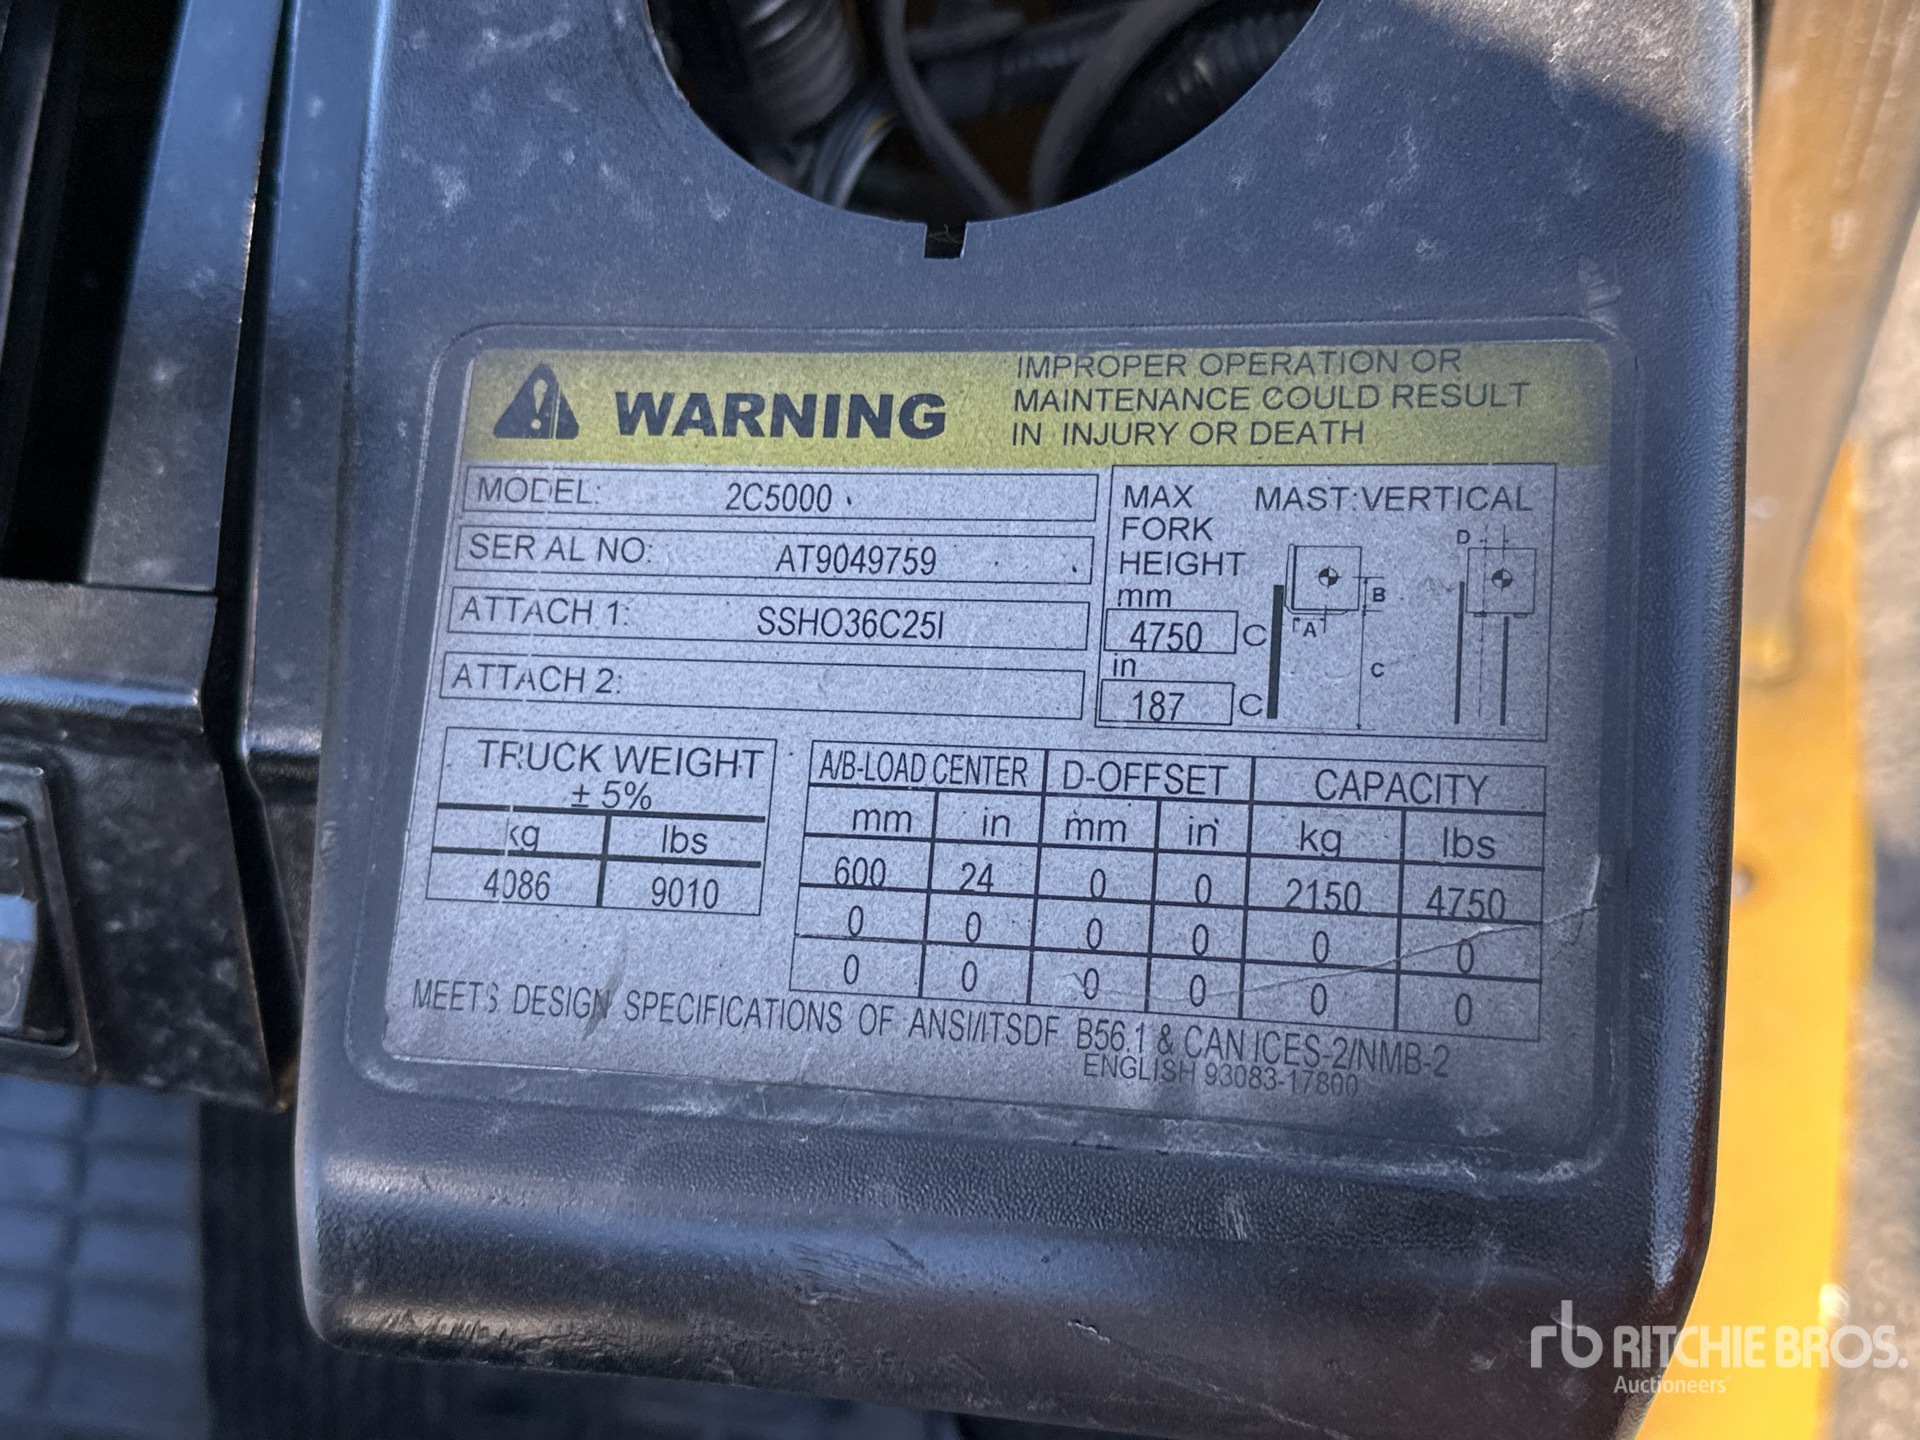 WARNING
IMPROPER OPERATION OR
MAINTENANCE COULD RESULT
IN INJURY OR DEATH
MODEL: 2C5000
SERIAL NO: AT9049759
ATTACH 1: SSHO36C25I
ATTACH 2:
MAX
FORK
HEIGHT
mm
4750 C
in
187 C
MAST:VERTICAL
D
B
A
C
TRUCK WEIGHT
± 5%
kg lbs
4086 9010
A/B-LOAD CENTER D-OFFSET CAPACITY
mm in mm in kg lbs
600 24 0 0 2150 4750
0 0 0 0 0 0
0 0 0 0 0 0
MEETS DESIGN SPECIFICATIONS OF ANSI/ITSDF B56.1 & CAN ICES-2/NMB-2
ENGLISH 93083-17800
rb RITCHIE BROS.
Auctioneers